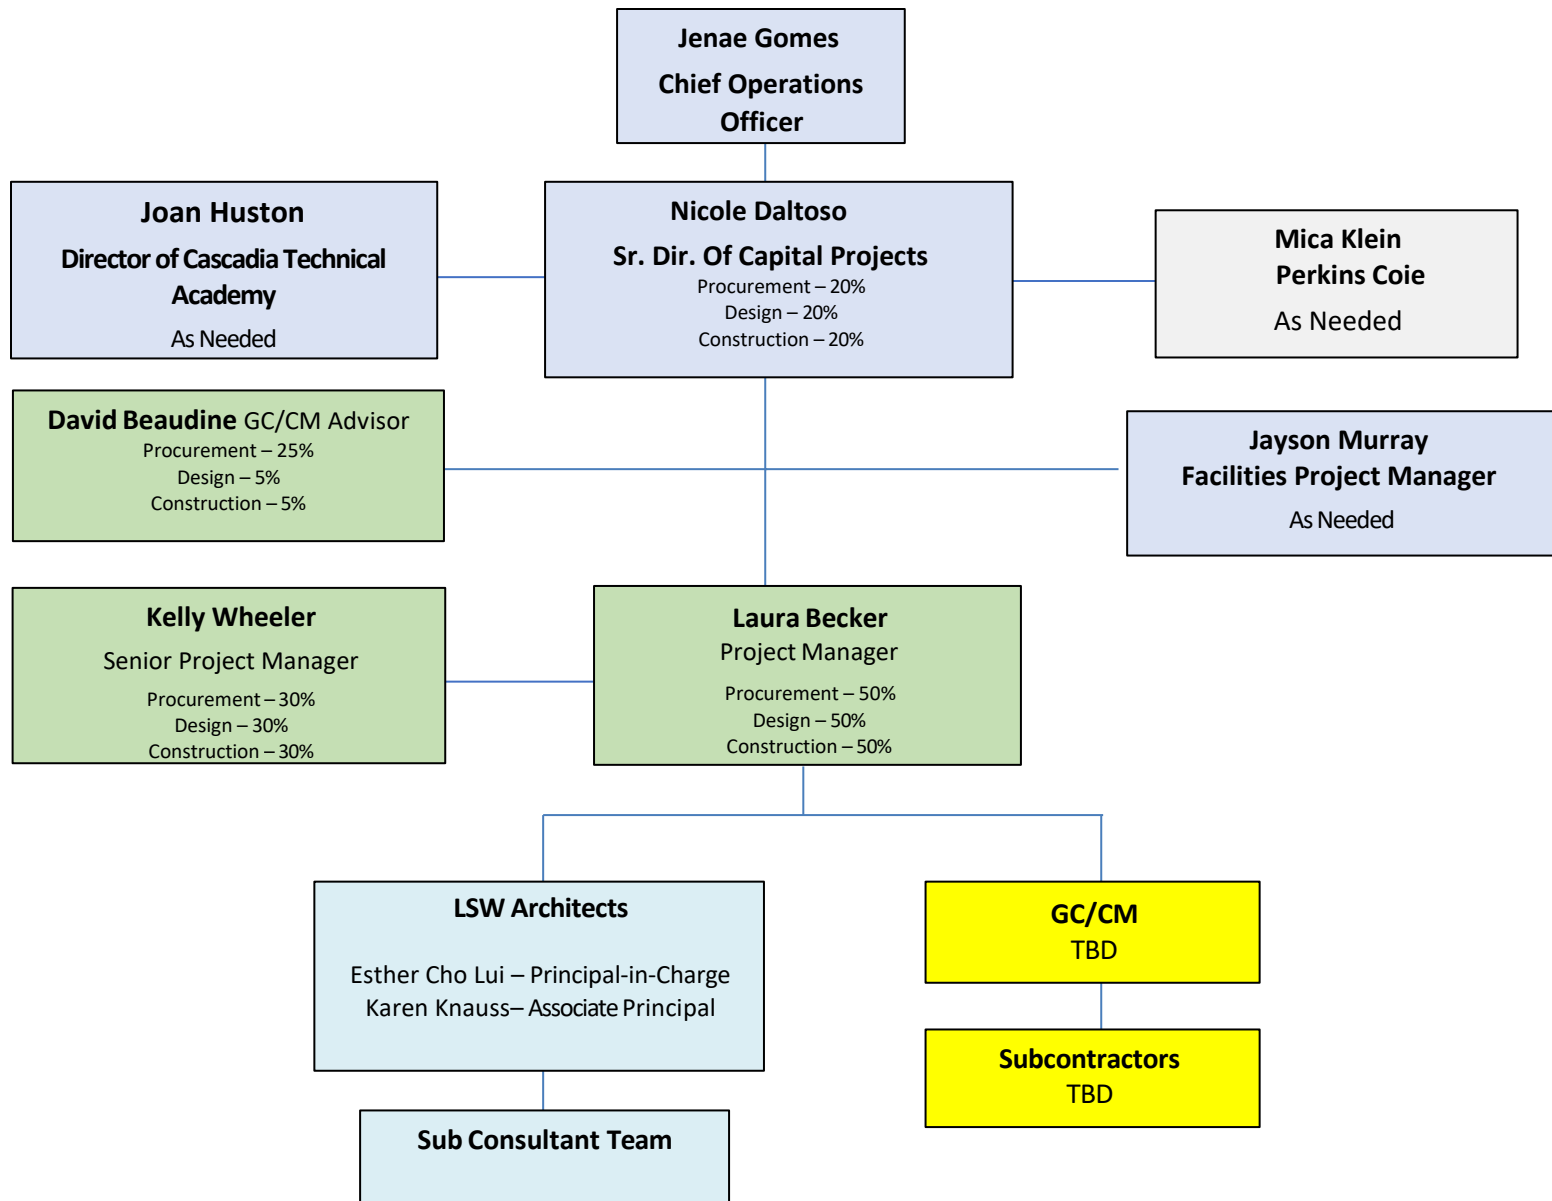 Jenae Gomes
Chief Operations
Officer
Joan Huston
Director of Cascadia Technical
Academy
As Needed
Nicole Daltoso
Sr. Dir. Of Capital Projects
Procurement – 20%
Design – 20%
Construction – 20%
Mica Klein
Perkins Coie
As Needed
David Beaudine GC/CM Advisor
Procurement – 25%
Design – 5%
Construction – 5%
Jayson Murray
Facilities Project Manager
As Needed
Kelly Wheeler
Senior Project Manager
Procurement – 30%
Design – 30%
Construction – 30%
Laura Becker
Project Manager
Procurement – 50%
Design – 50%
Construction – 50%
LSW Architects
Esther Cho Lui – Principal-in-Charge
Karen Knauss– Associate Principal
GC/CM
TBD
Subcontractors
TBD
Sub Consultant Team